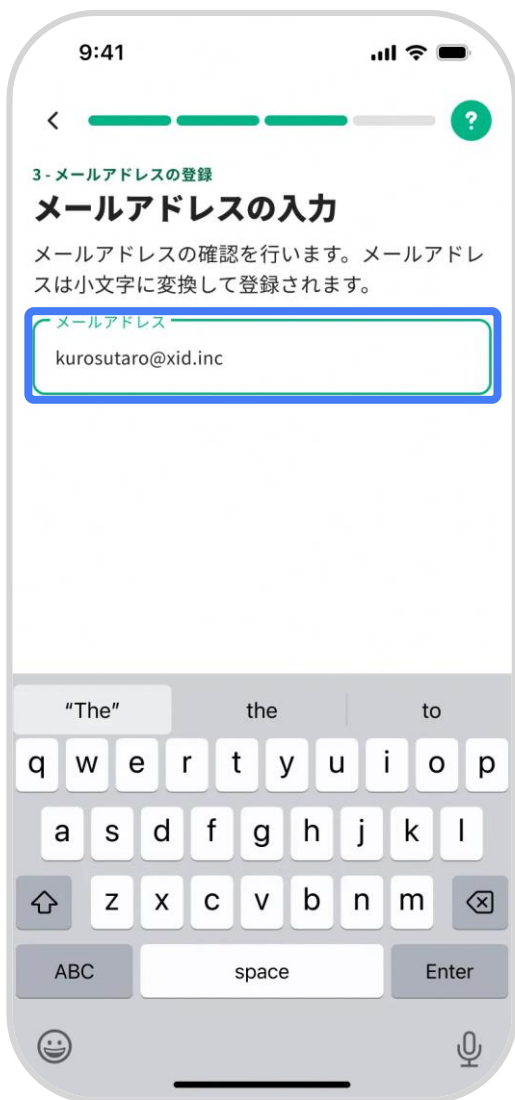 9:41
?
3-メールアドレスの登録
メールアドレスの入力
メールアドレスの確認を行います。メールアドレ
スは小文字に変換して登録されます。
メールアドレス
kurosutaro@xid.inc
"The" the to
q w e r t y u i o p
a s d f g h j k l
z x c v b n m
ABC space Enter